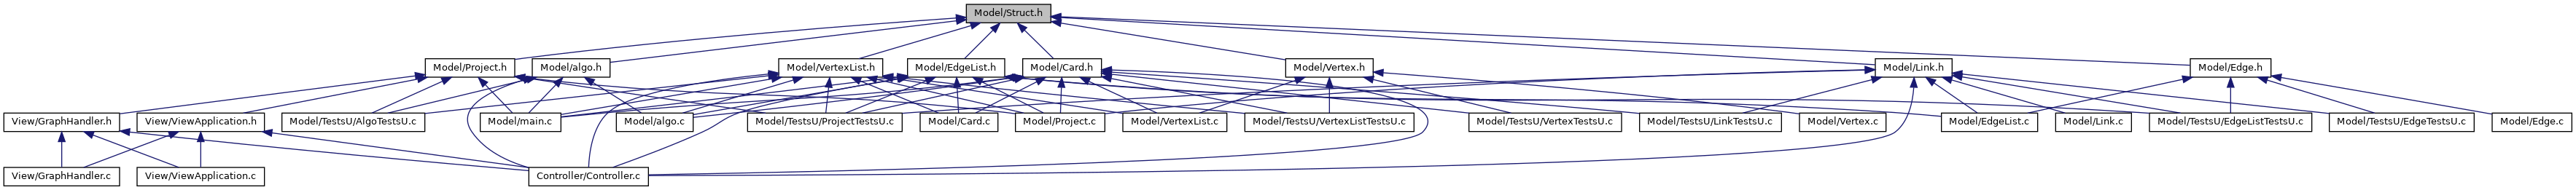 Model/Struct.h
Model/Project.h
Model/algo.h
Model/VertexList.h
Model/EdgeList.h
Model/Card.h
Model/Vertex.h
Model/Link.h
Model/Edge.h
View/GraphHandler.h
View/ViewApplication.h
Model/TestsU/AlgoTestsU.c
Model/main.c
Model/algo.c
Model/TestsU/ProjectTestsU.c
Model/Card.c
Model/Project.c
Model/VertexList.c
Model/TestsU/VertexListTestsU.c
Model/TestsU/VertexTestsU.c
Model/TestsU/LinkTestsU.c
Model/Vertex.c
Model/EdgeList.c
Model/Link.c
Model/TestsU/EdgeListTestsU.c
Model/TestsU/EdgeTestsU.c
Model/Edge.c
View/GraphHandler.c
View/ViewApplication.c
Controller/Controller.c